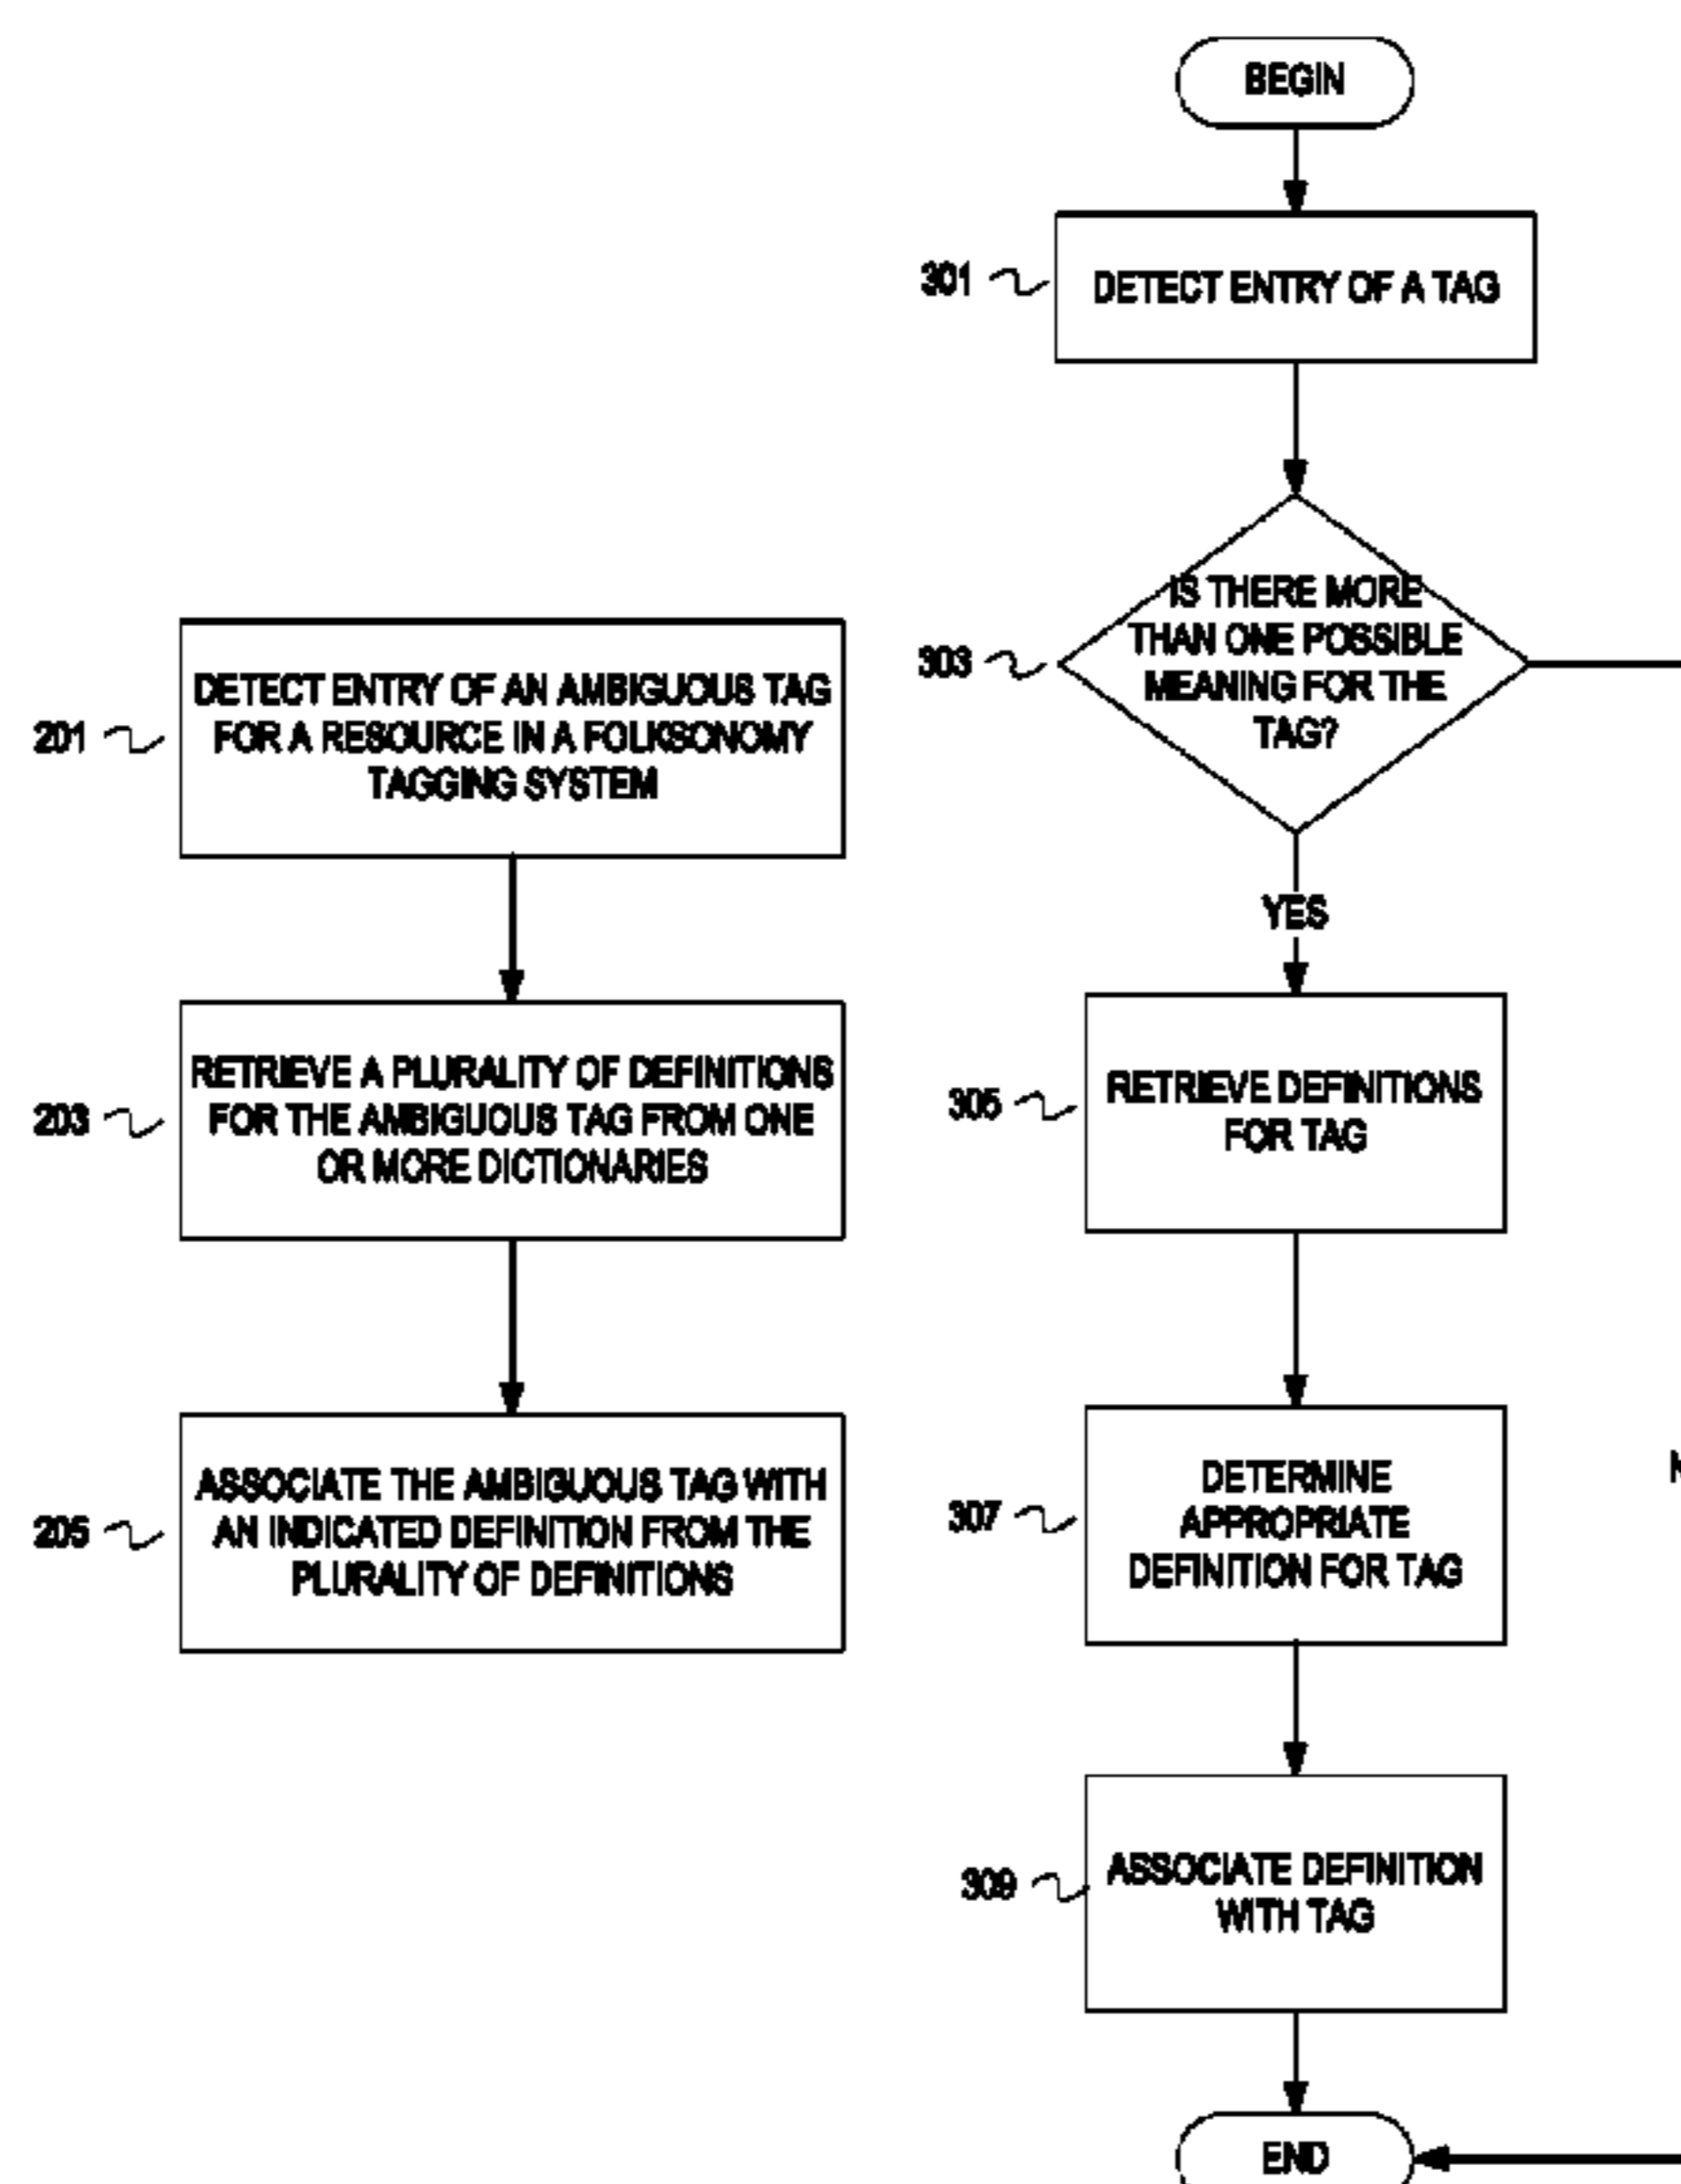 201
DETECT ENTRY OF AN AMBIGUOUS TAG
FOR A RESOURCE IN A FOLKSONOMY
TAGGING SYSTEM
203
RETRIEVE A PLURALITY OF DEFINITIONS
FOR THE AMBIGUOUS TAG FROM ONE
OR MORE DICTIONARIES
205
ASSOCIATE THE AMBIGUOUS TAG WITH
AN INDICATED DEFINITION FROM THE
PLURALITY OF DEFINITIONS
BEGIN
301
DETECT ENTRY OF A TAG
303
IS THERE MORE
THAN ONE POSSIBLE
MEANING FOR THE
TAG?
YES
305
RETRIEVE DEFINITIONS
FOR TAG
307
DETERMINE
APPROPRIATE
DEFINITION FOR TAG
309
ASSOCIATE DEFINITION
WITH TAG
END